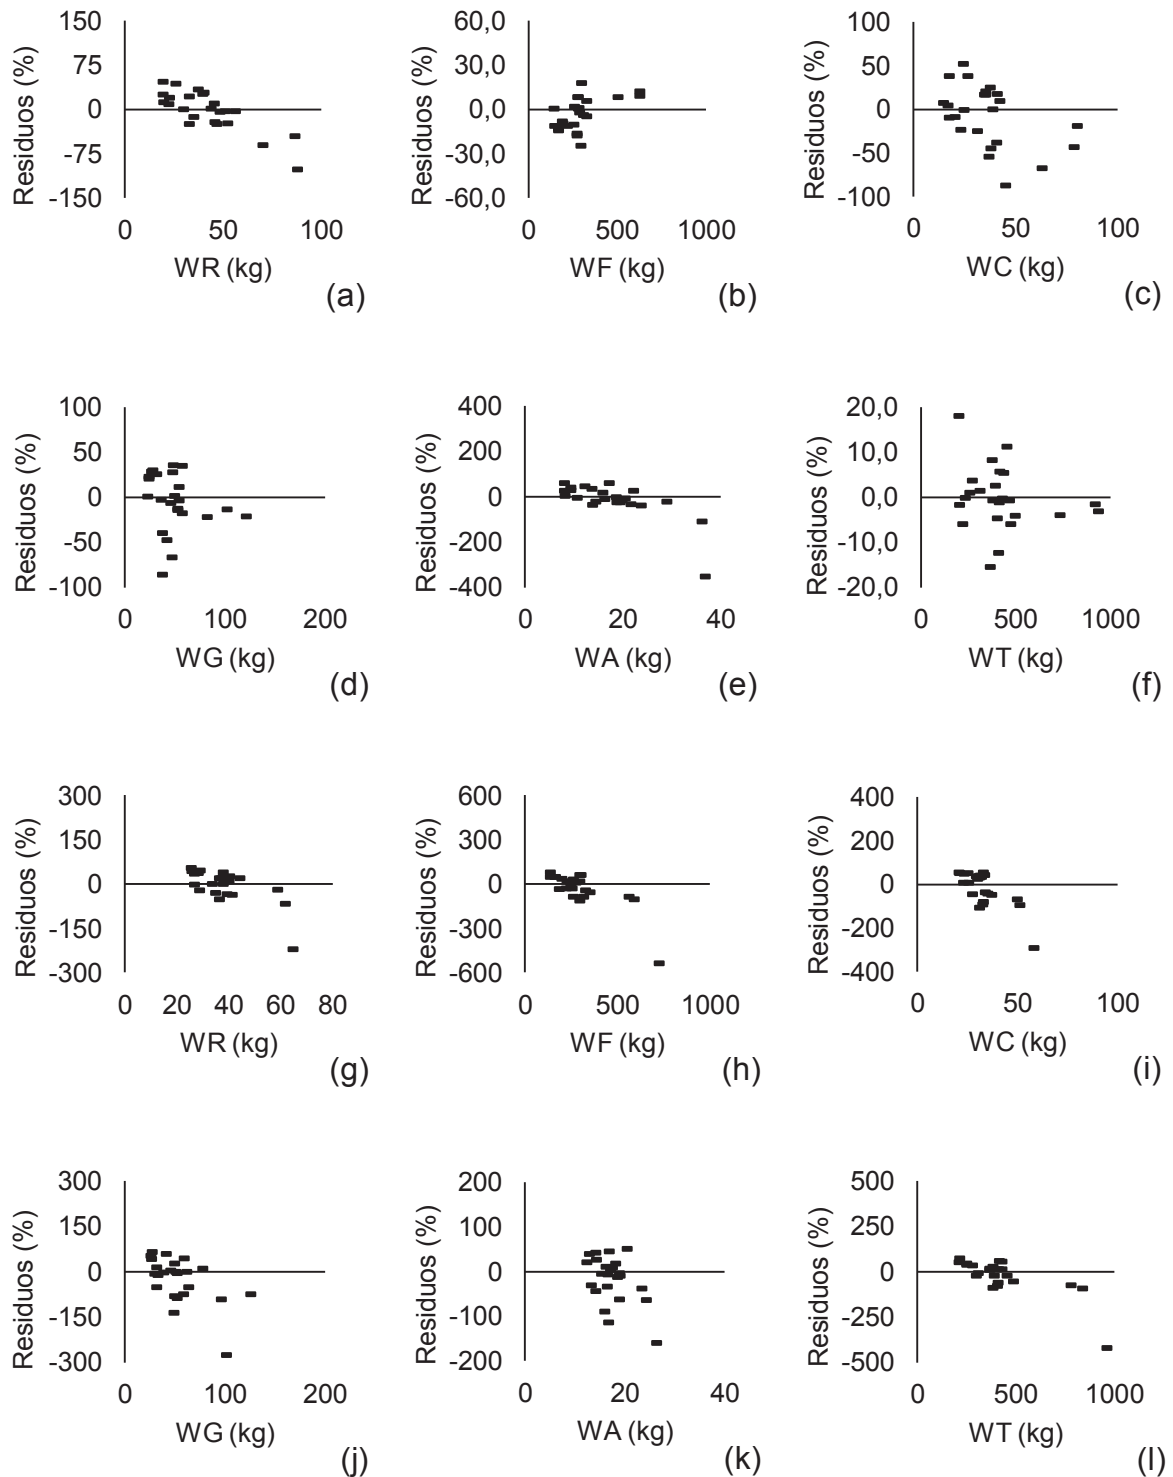 150
75
0
-75
-150
Residuos (%)
0 50 100
WR (kg)
(a)
60,0
30,0
0,0
-30,0
-60,0
Residuos (%)
0 500 1000
WF (kg)
(b)
100
50
0
-50
-100
Residuos (%)
0 50 100
WC (kg)
(c)
100
50
0
-50
-100
Residuos (%)
0 100 200
WG (kg)
(d)
400
200
0
-200
-400
Residuos (%)
0 20 40
WA (kg)
(e)
20,0
10,0
0,0
-10,0
-20,0
Residuos (%)
0 500 1000
WT (kg)
(f)
300
150
0
-150
-300
Residuos (%)
0 20 40 60 80
WR (kg)
(g)
600
300
0
-300
-600
Residuos (%)
0 500 1000
WF (kg)
(h)
400
200
0
-200
-400
Residuos (%)
0 50 100
WC (kg)
(i)
300
150
0
-150
-300
Residuos (%)
0 100 200
WG (kg)
(j)
200
100
0
-100
-200
Residuos (%)
0 20 40
WA (kg)
(k)
500
250
0
-250
-500
Residuos (%)
0 500 1000
WT (kg)
(l)